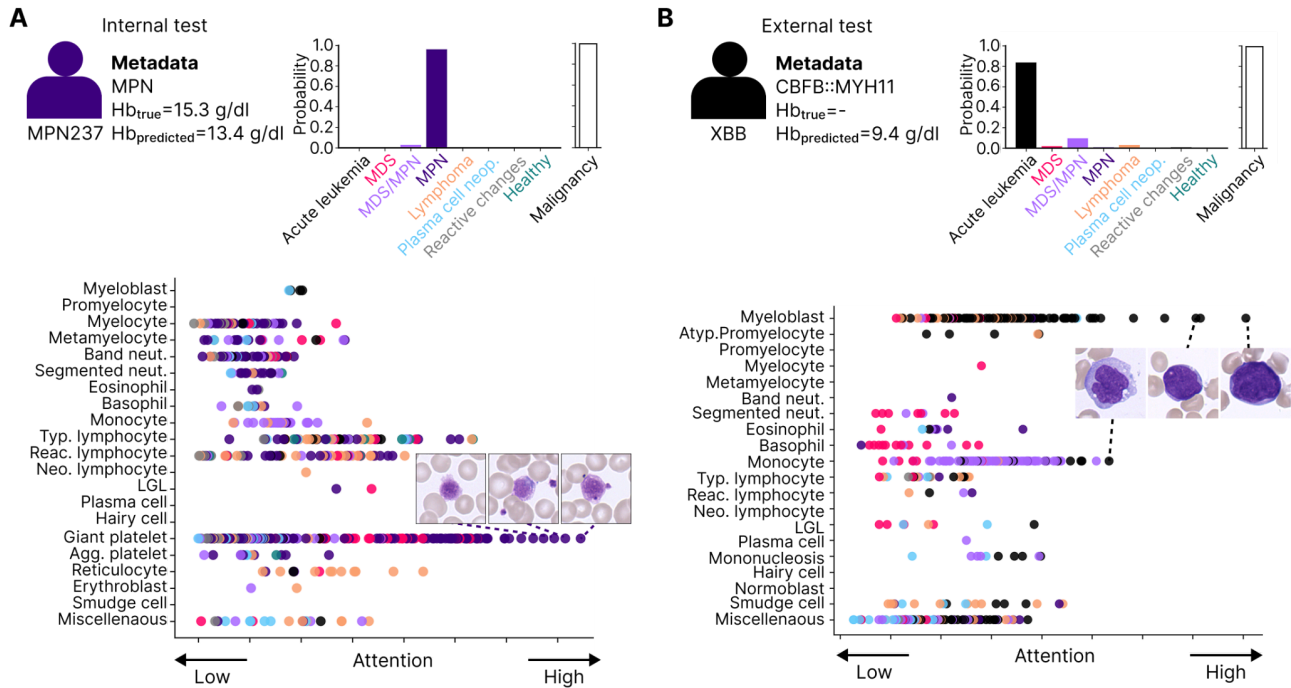 A
Internal test
Metadata
MPN
Hbtrue=15.3 g/dl
Hbpredicted=13.4 g/dl
MPN237
Probability
1.0
0.8
0.6
0.4
0.2
0.0
Acute leukemia
MDS
MDS/MPN
MPN
Lymphoma
Plasma cell neop.
Reactive changes
Healthy
Malignancy
Myeloblast
Promyelocyte
Myelocyte
Metamyelocyte
Band neut.
Segmented neut.
Eosinophil
Basophil
Monocyte
Typ. lymphocyte
Reac. lymphocyte
Neo. lymphocyte
LGL
Plasma cell
Hairy cell
Giant platelet
Agg. platelet
Reticulocyte
Erythroblast
Smudge cell
Miscellenaous
Low
Attention
High
B
External test
Metadata
CBFB::MYH11
Hbtrue=-
Hbpredicted=9.4 g/dl
XBB
Probability
1.0
0.8
0.6
0.4
0.2
0.0
Acute leukemia
MDS
MDS/MPN
MPN
Lymphoma
Plasma cell neop.
Reactive changes
Healthy
Malignancy
Myeloblast
Atyp.Promyelocyte
Promyelocyte
Myelocyte
Metamyelocyte
Band neut.
Segmented neut.
Eosinophil
Basophil
Monocyte
Typ. lymphocyte
Reac. lymphocyte
Neo. lymphocyte
LGL
Plasma cell
Mononucleosis
Hairy cell
Normoblast
Smudge cell
Miscellenaous
Low
Attention
High